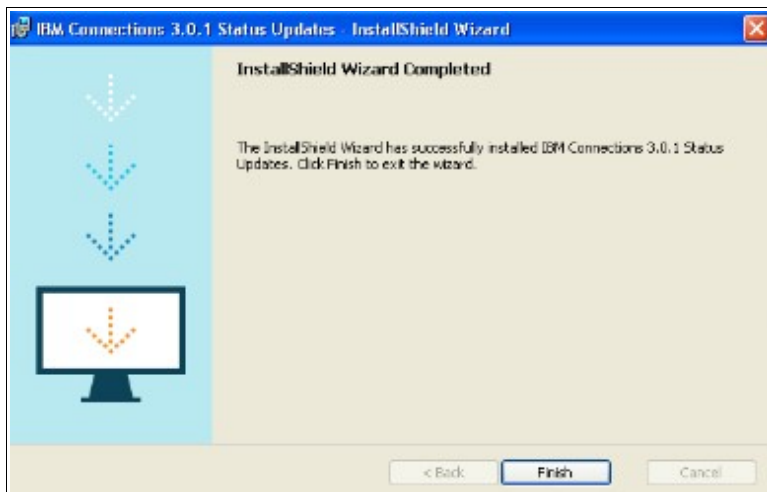 IBM Connections 3.0.1 Status Updates - InstallShield Wizard
InstallShield Wizard Completed
The InstallShield Wizard has successfully installed IBM Connections 3.0.1 Status
Updates. Click Finish to exit the wizard.
< Back Finish Cancel